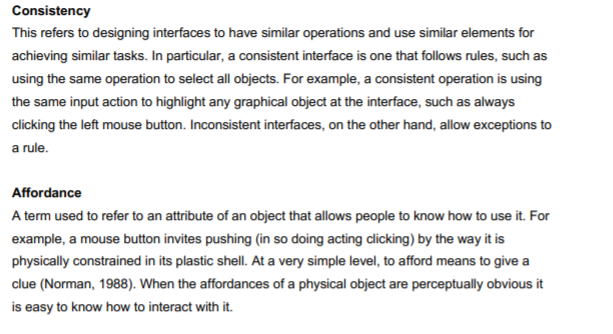 Consistency
This refers to designing interfaces to have similar operations and use similar elements for
achieving similar tasks. In particular, a consistent interface is one that follows rules, such as
using the same operation to select all objects. For example, a consistent operation is using
the same input action to highlight any graphical object at the interface, such as always
clicking the left mouse button. Inconsistent interfaces, on the other hand, allow exceptions to
a rule.
Affordance
A term used to refer to an attribute of an object that allows people to know how to use it. For
example, a mouse button invites pushing (in so doing acting clicking) by the way it is
physically constrained in its plastic shell. At a very simple level, to afford means to give a
clue (Norman, 1988). When the affordances of a physical object are perceptually obvious it
is easy to know how to interact with it.